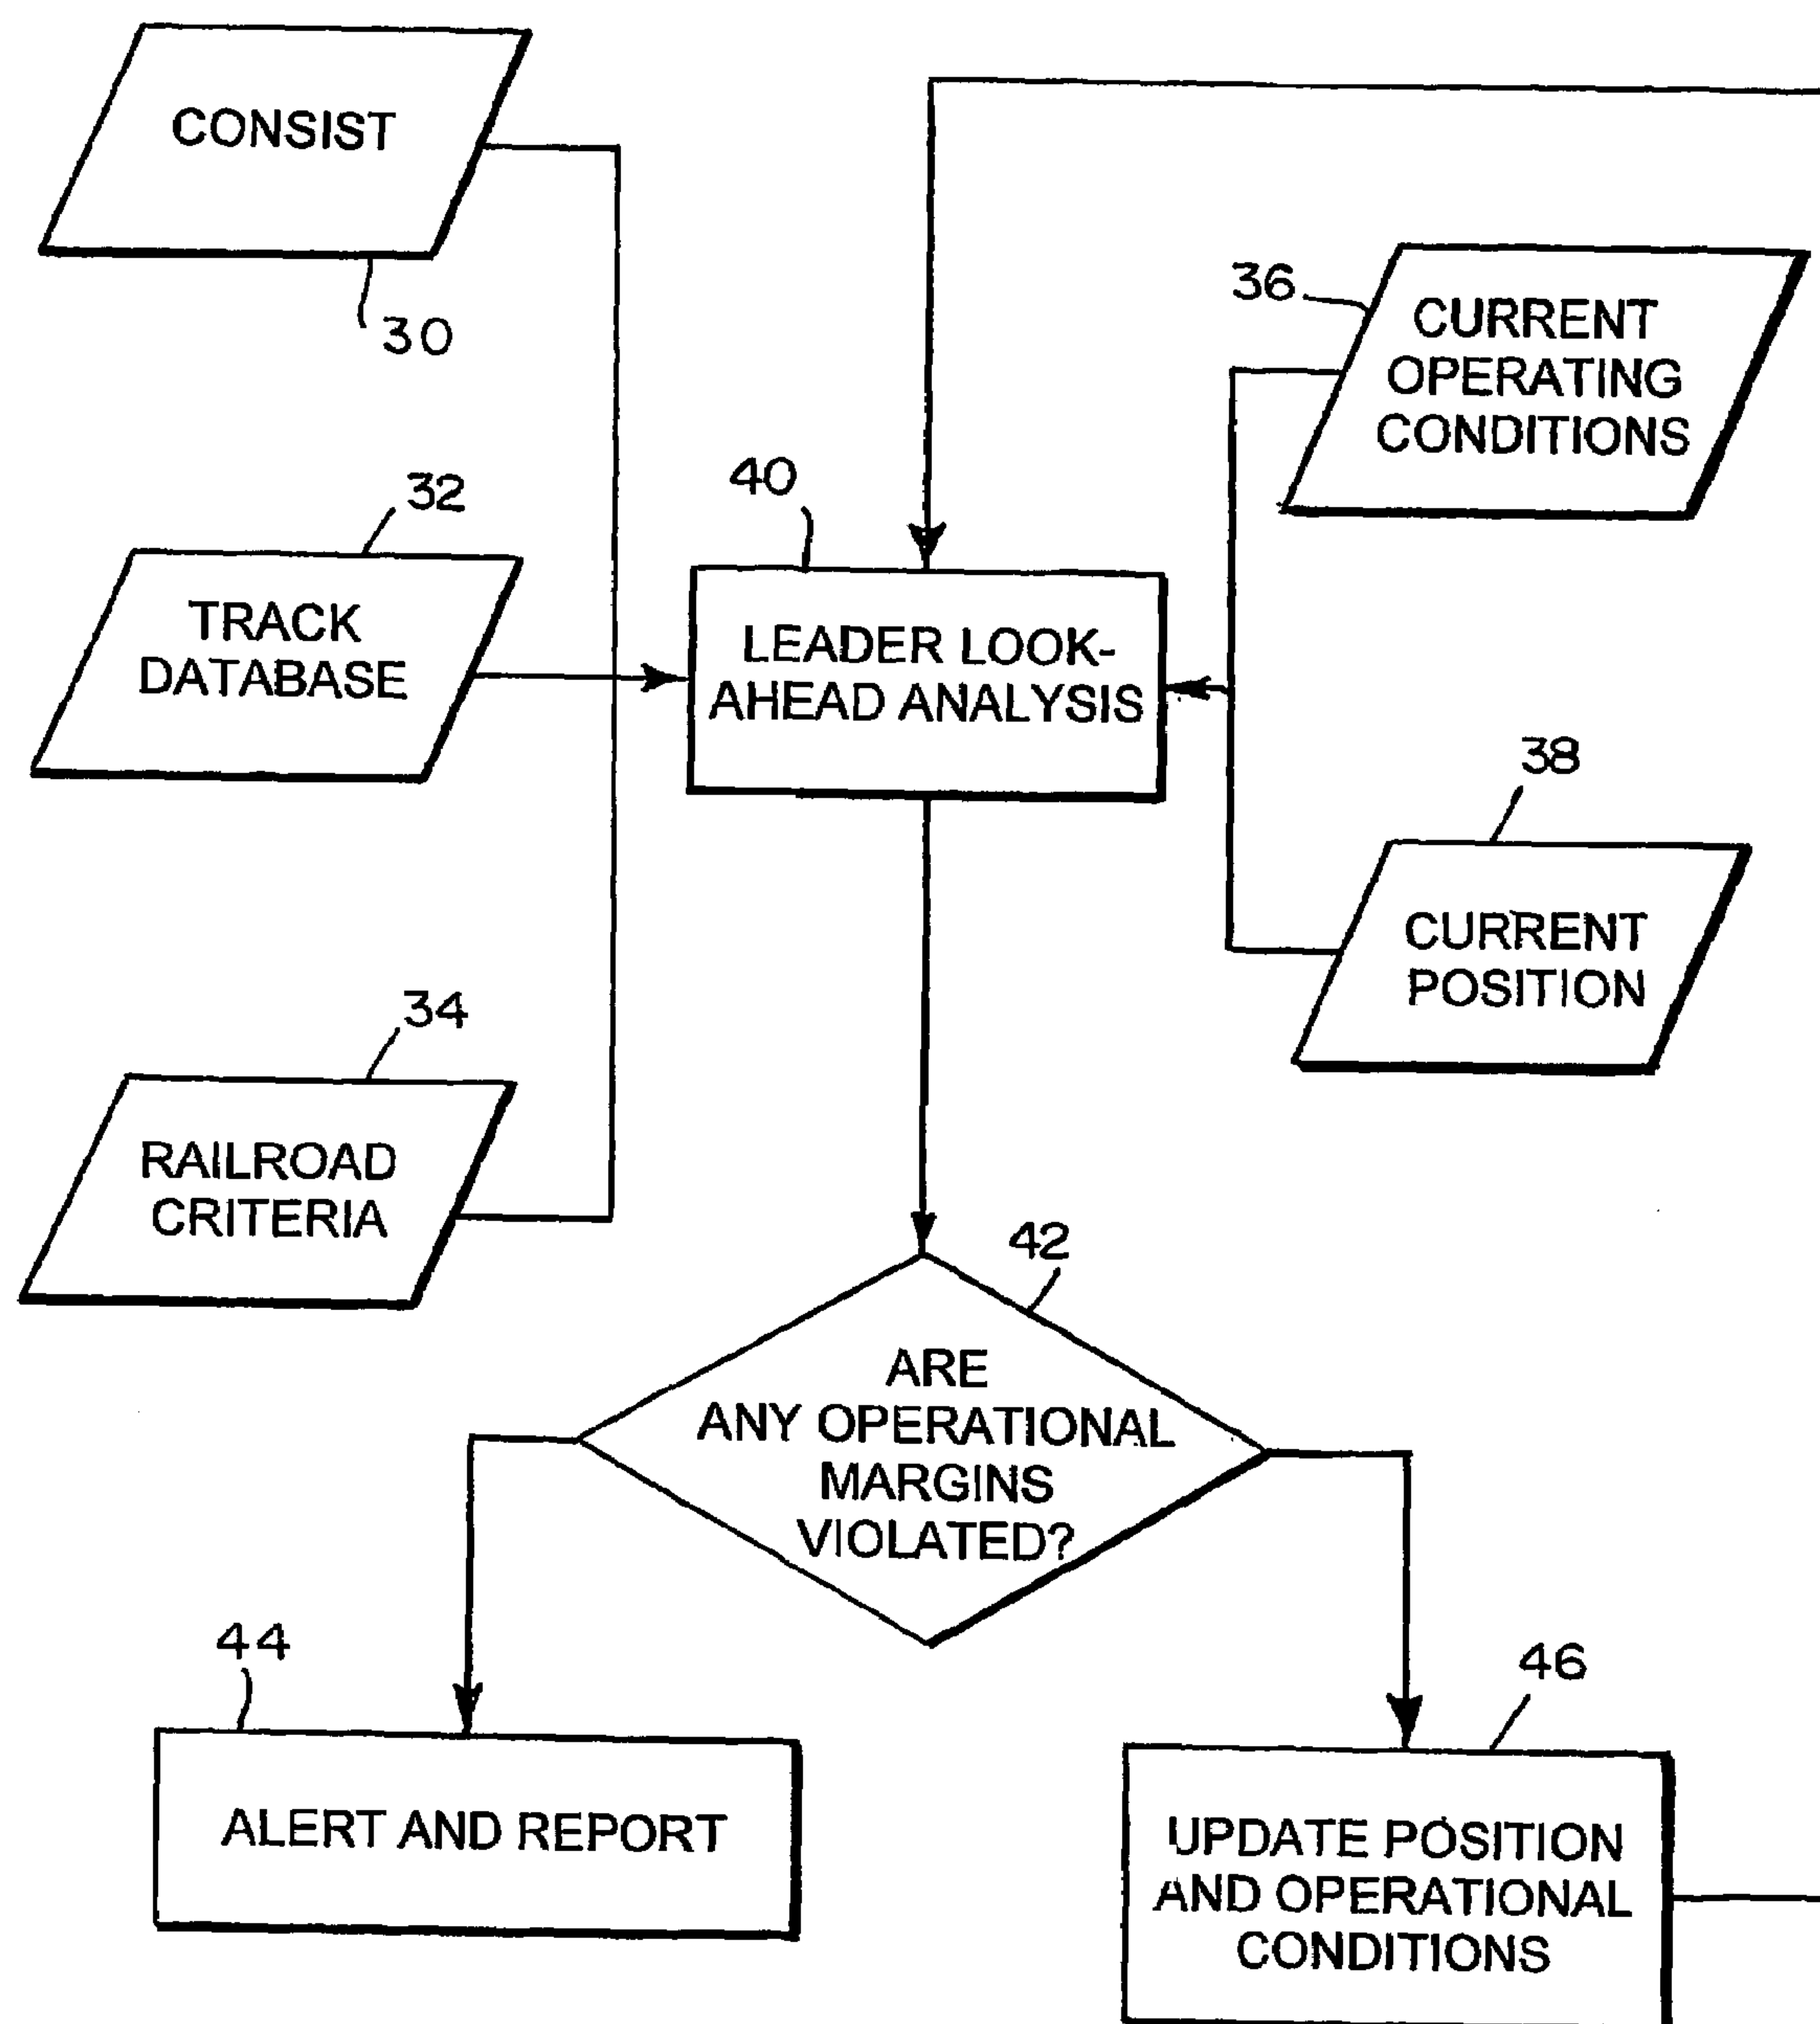 CONSIST
30
36
CURRENT
OPERATING
CONDITIONS
32
TRACK
DATABASE
40
LEADER LOOK-
AHEAD ANALYSIS
38
CURRENT
POSITION
34
RAILROAD
CRITERIA
42
ARE
ANY OPERATIONAL
MARGINS
VIOLATED?
44
ALERT AND REPORT
46
UPDATE POSITION
AND OPERATIONAL
CONDITIONS